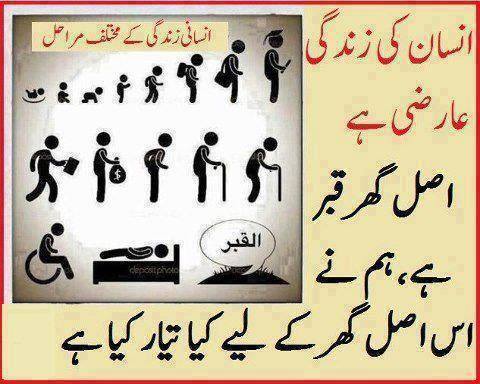 انسانی زندگی کے مختلف مراحل
انسان کی زندگی
عارضی ہے
اصل گھر قبر
ہے، ہم نے
اس اصل گھر کے لیے کیا تیار کیا ہے
$
القبر
depositphoto